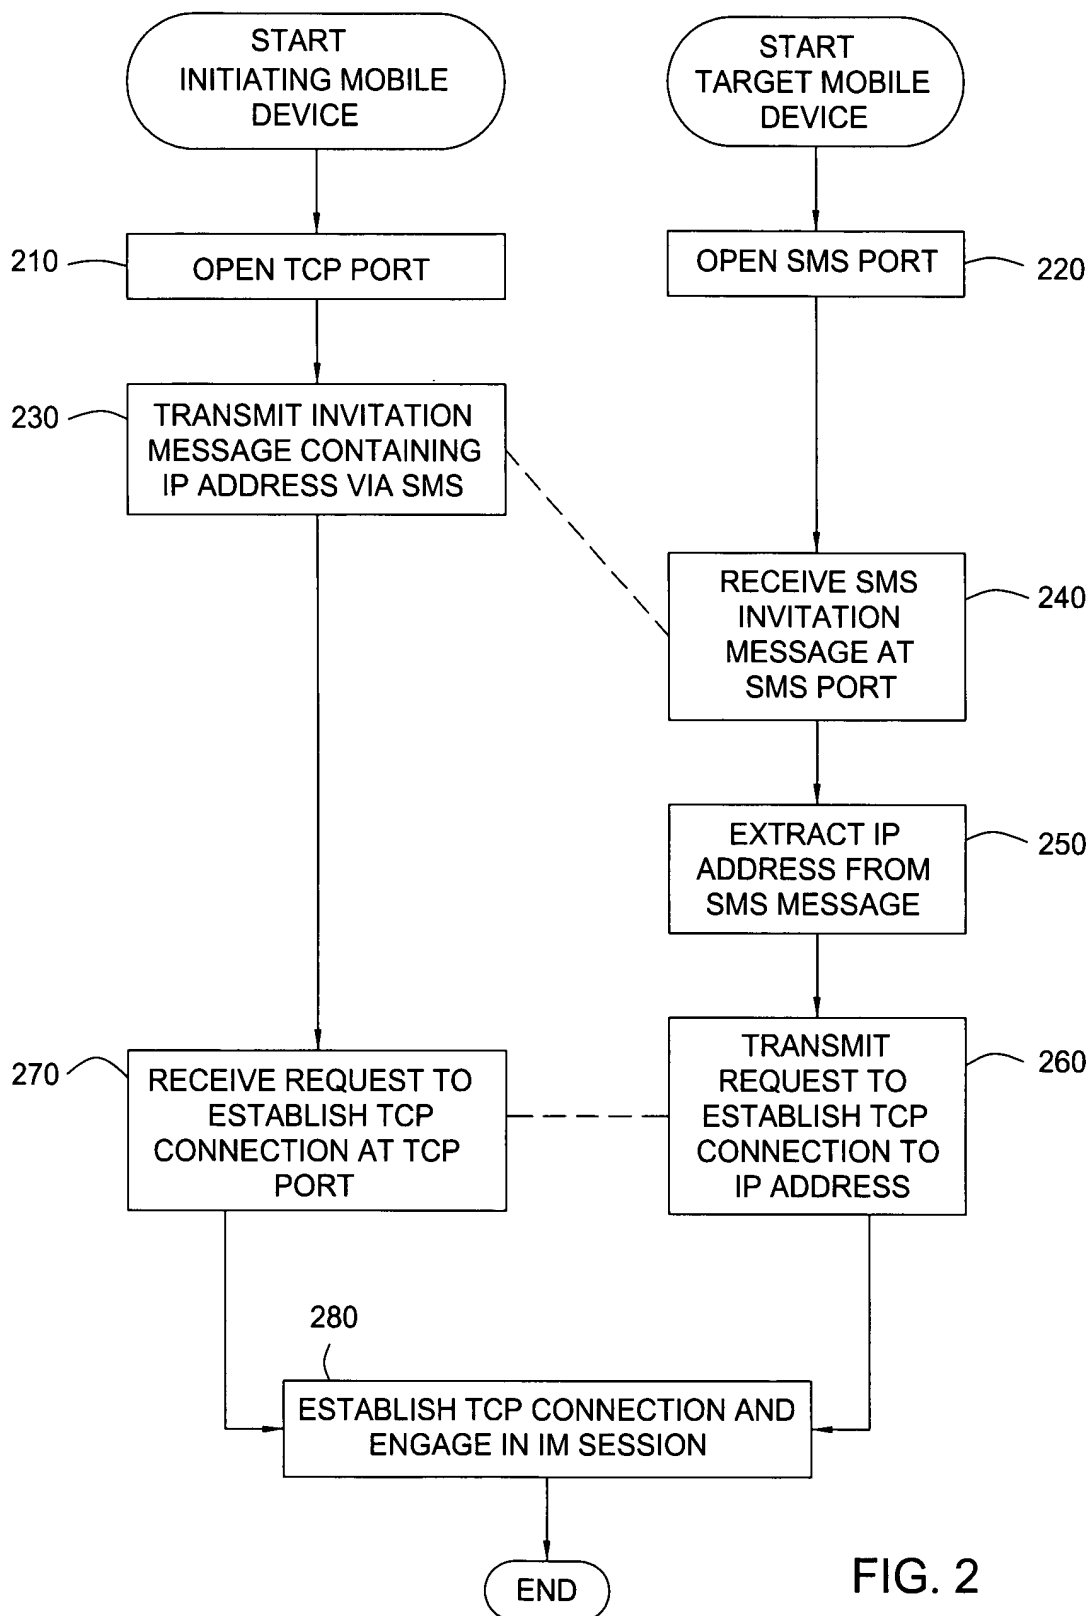 START
INITIATING MOBILE
DEVICE
START
TARGET MOBILE
DEVICE
210
OPEN TCP PORT
OPEN SMS PORT
220
230
TRANSMIT INVITATION
MESSAGE CONTAINING
IP ADDRESS VIA SMS
RECEIVE SMS
INVITATION
MESSAGE AT
SMS PORT
240
EXTRACT IP
ADDRESS FROM
SMS MESSAGE
250
270
RECEIVE REQUEST TO
ESTABLISH TCP
CONNECTION AT TCP
PORT
TRANSMIT
REQUEST TO
ESTABLISH TCP
CONNECTION TO
IP ADDRESS
260
280
ESTABLISH TCP CONNECTION AND
ENGAGE IN IM SESSION
END
FIG. 2